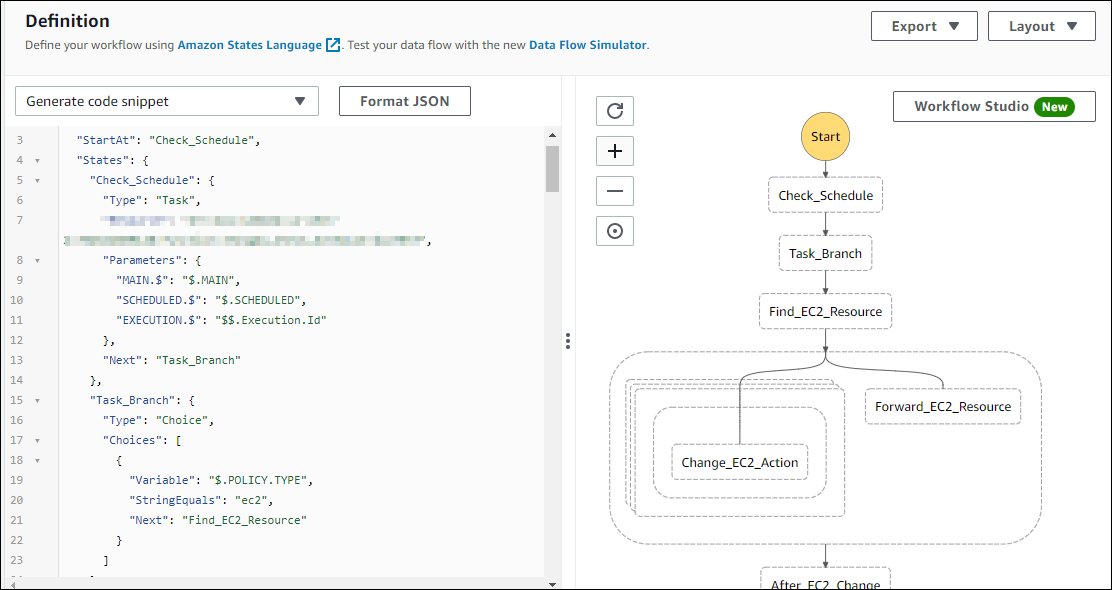 Definition
Define your workflow using Amazon States Language. Test your data flow with the new Data Flow Simulator.
Export
Layout
Generate code snippet
Format JSON
3 "StartAt": "Check_Schedule",
4 "States": {
5 "Check_Schedule": {
6 "Type": "Task",
7
8 "Parameters": {
9 "MAIN.$": "$.MAIN",
10 "SCHEDULED.$": "$.SCHEDULED",
11 "EXECUTION.$": "$$.Execution.Id"
12 },
13 "Next": "Task_Branch"
14 },
15 "Task_Branch": {
16 "Type": "Choice",
17 "Choices": [
18 {
19 "Variable": "$.POLICY.TYPE",
20 "StringEquals": "ec2",
21 "Next": "Find_EC2_Resource"
22 }
23 ]
Workflow Studio New
Start
Check_Schedule
Task_Branch
Find_EC2_Resource
Forward_EC2_Resource
Change_EC2_Action
After_EC2_Change